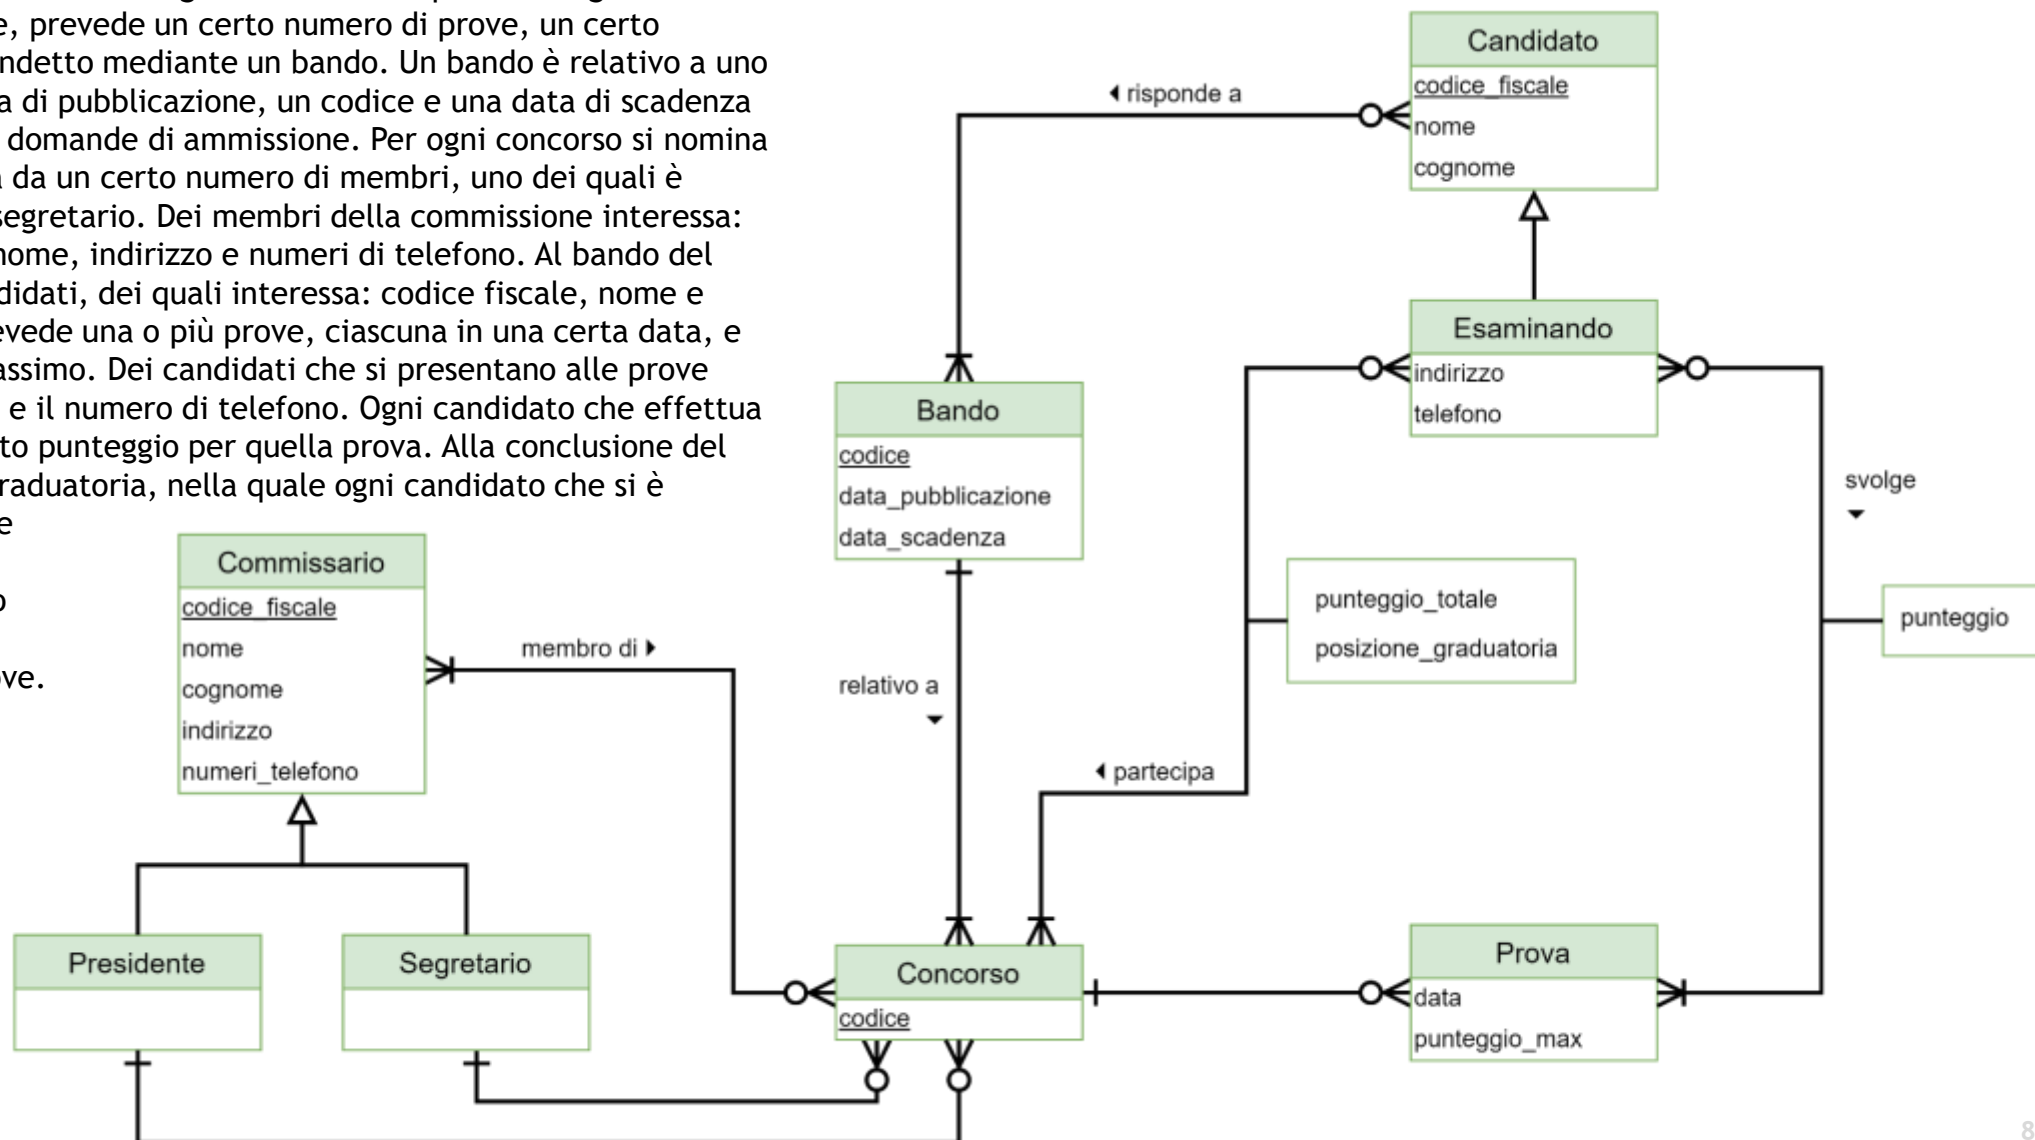 e, prevede un certo numero di prove, un certo
ndetto mediante un bando. Un bando è relativo a uno
a di pubblicazione, un codice e una data di scadenza
domande di ammissione. Per ogni concorso si nomina
a da un certo numero di membri, uno dei quali è
segretario. Dei membri della commissione interessa:
nome, indirizzo e numeri di telefono. Al bando del
didati, dei quali interessa: codice fiscale, nome e
evede una o più prove, ciascuna in una certa data, e
assimo. Dei candidati che si presentano alle prove
e il numero di telefono. Ogni candidato che effettua
to punteggio per quella prova. Alla conclusione del
raduatoria, nella quale ogni candidato che si è
e
o
ve.
Candidato
codice_fiscale
nome
cognome
risponde a
Esaminando
indirizzo
telefono
Bando
codice
data_pubblicazione
data_scadenza
svolge
punteggio
punteggio_totale
posizione_graduatoria
Commissario
codice_fiscale
nome
cognome
indirizzo
numeri_telefono
membro di
relativo a
partecipa
Presidente
Segretario
Concorso
codice
Prova
data
punteggio_max
8